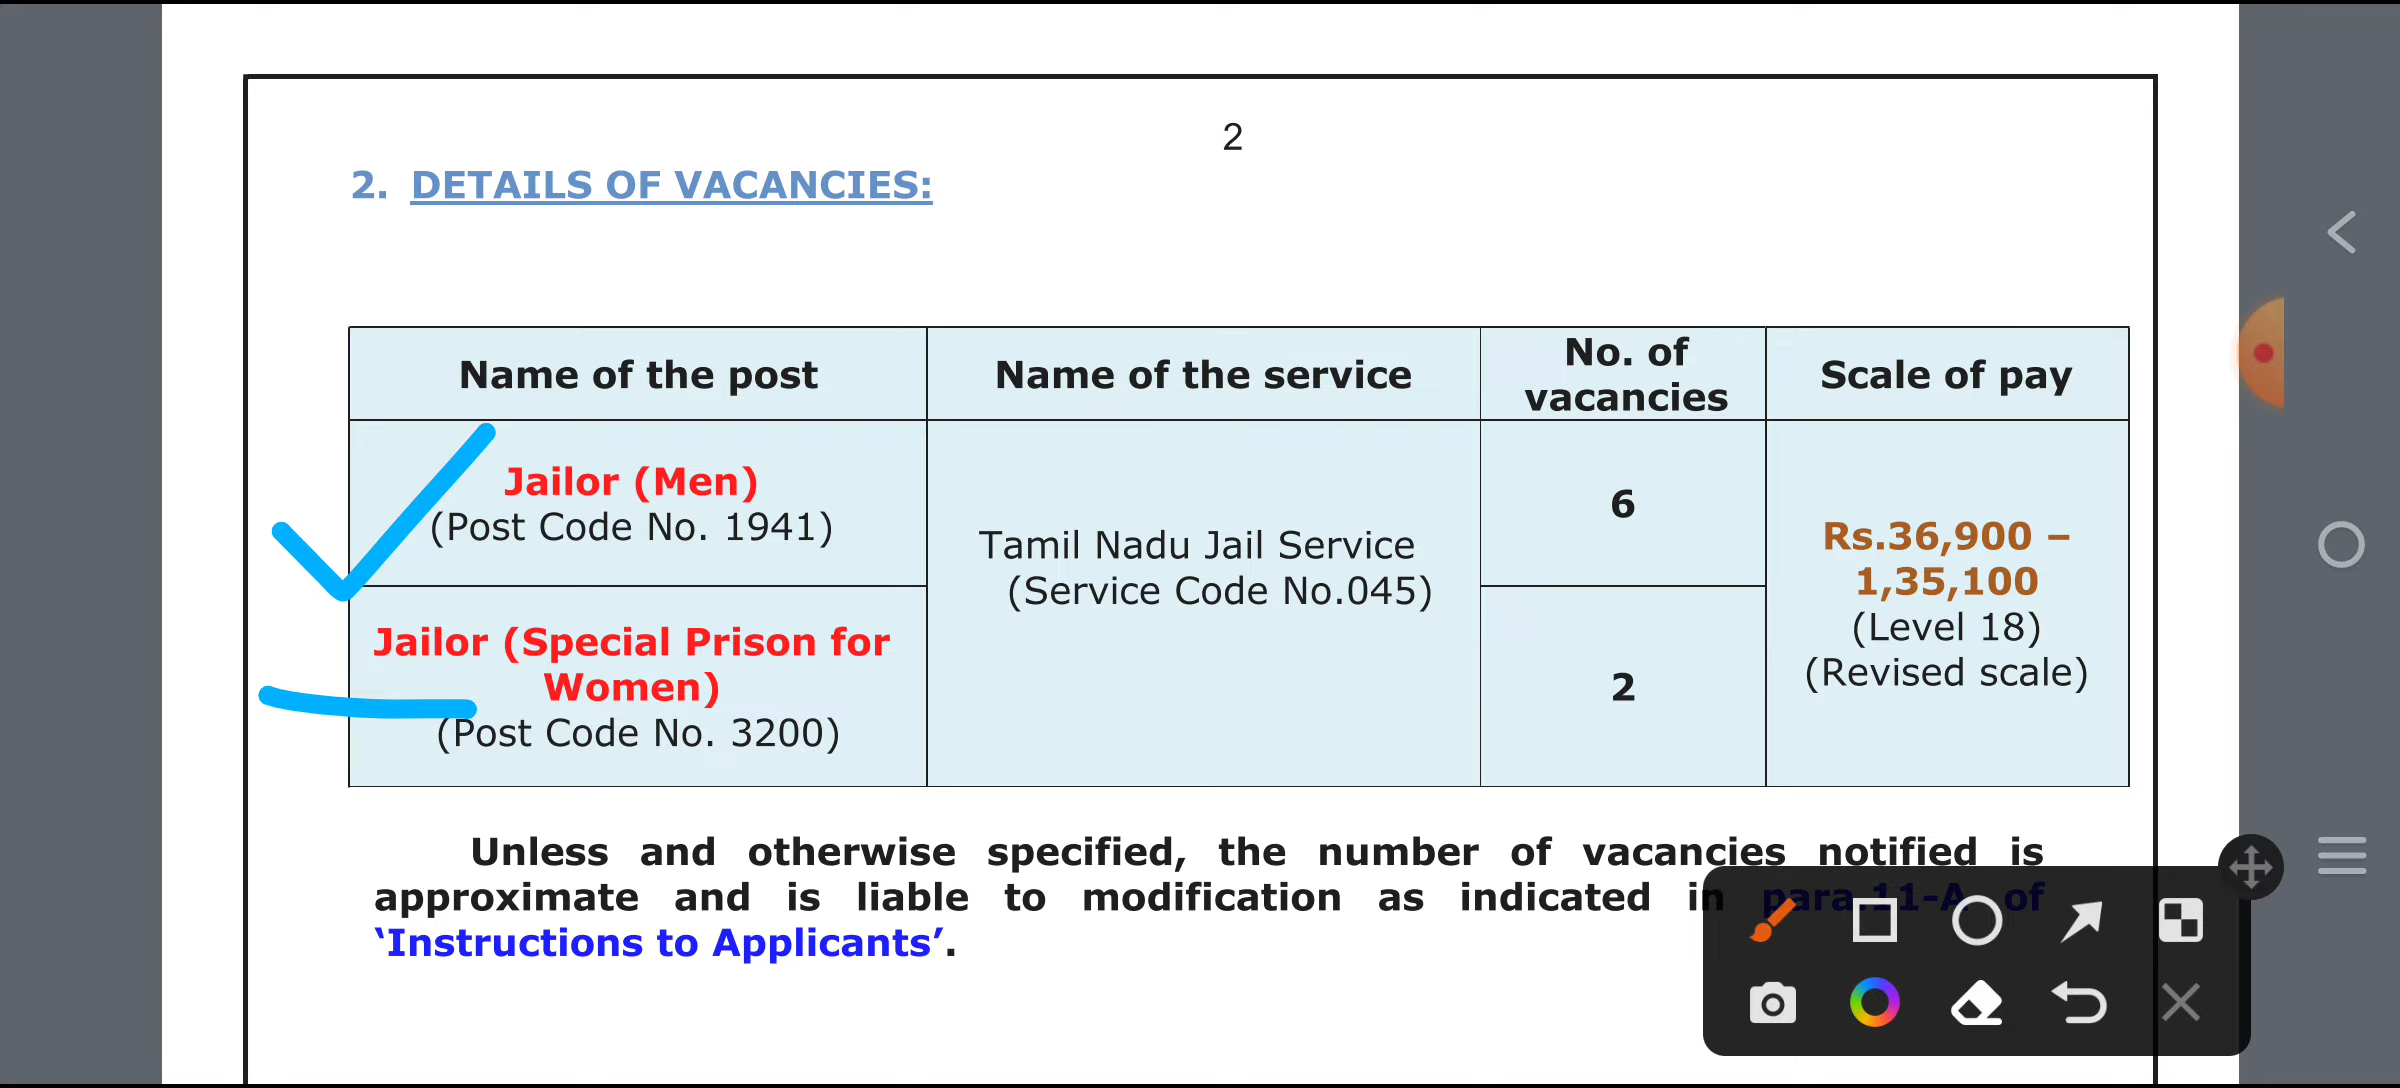 2
2. DETAILS OF VACANCIES:
Name of the post
Name of the service
No. of
vacancies
Scale of pay
Jailor (Men)
(Post Code No. 1941)
Tamil Nadu Jail Service
(Service Code No.045)
6
Rs.36,900 –
1,35,100
(Level 18)
(Revised scale)
Jailor (Special Prison for
Women)
(Post Code No. 3200)
2
Unless and otherwise specified, the number of vacancies notified is
approximate and is liable to modification as indicated in para.11-A of
‘Instructions to Applicants’.